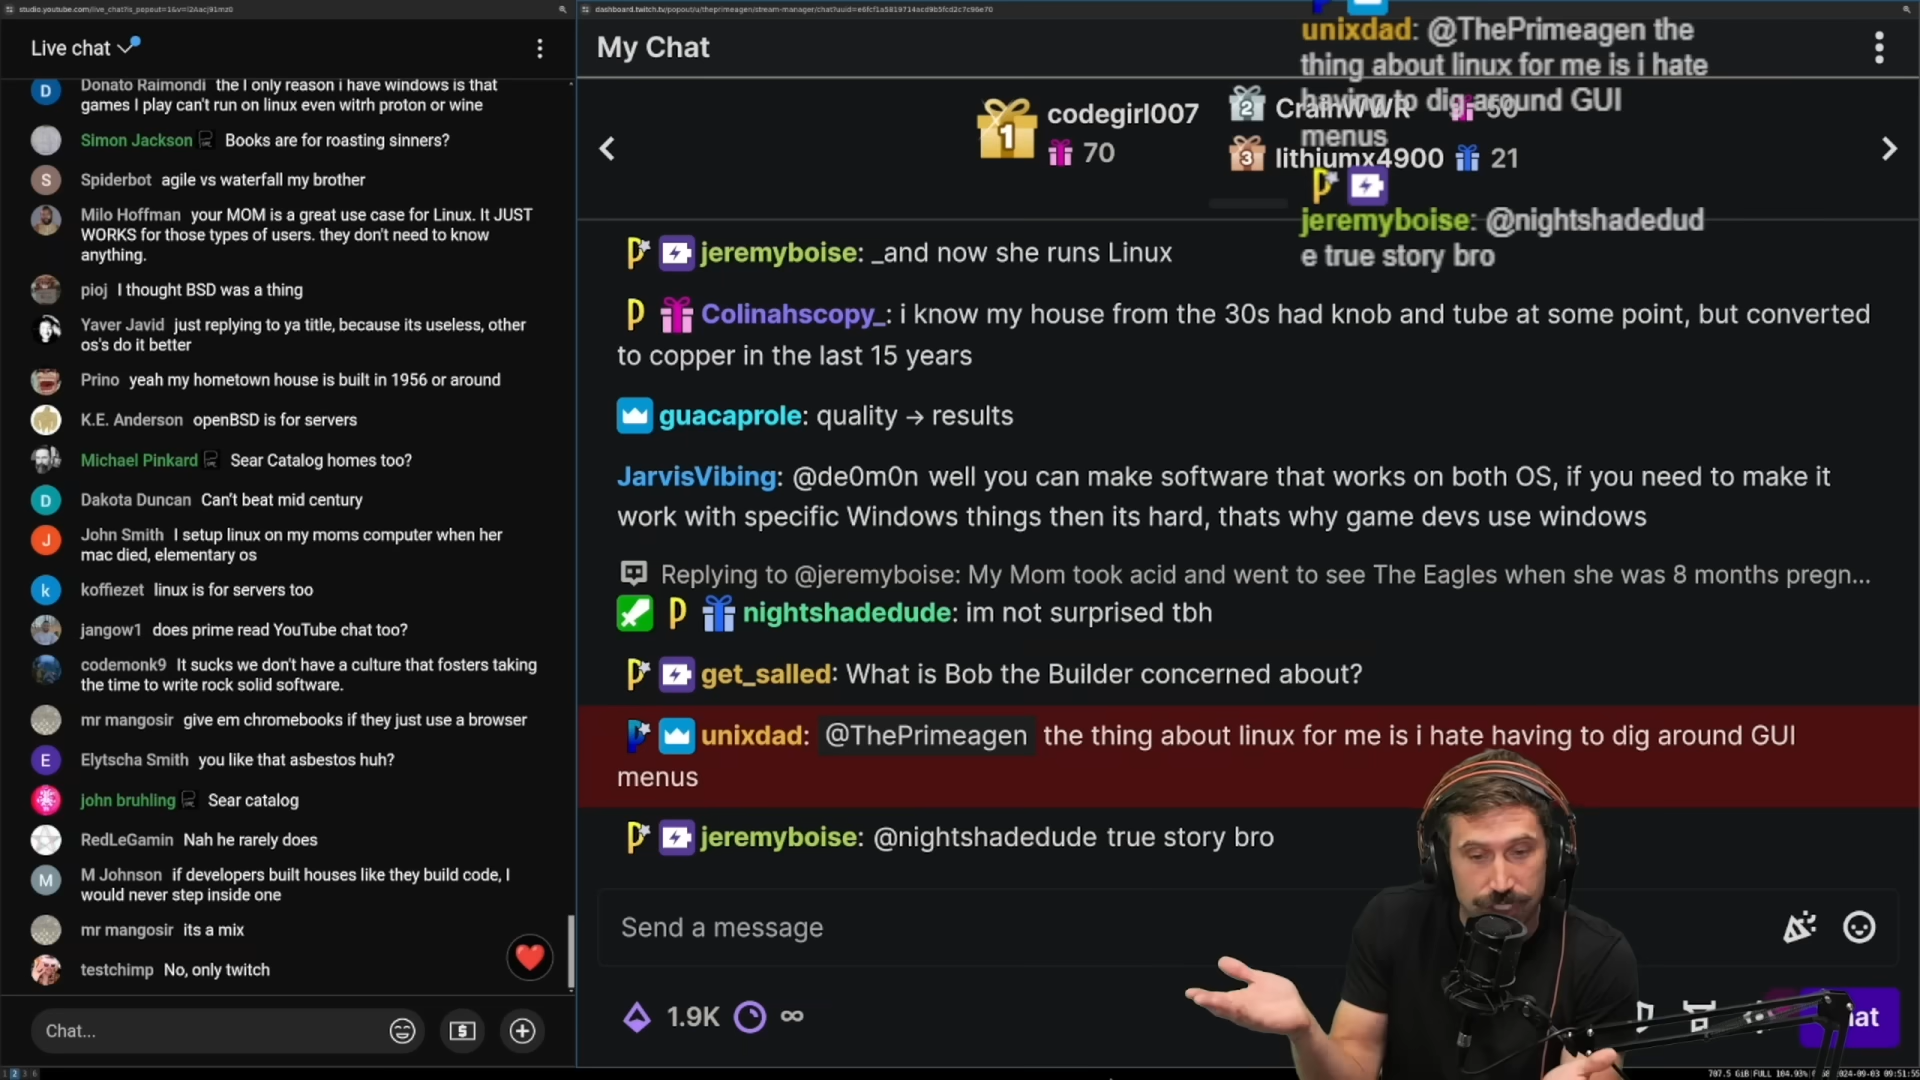 studio.youtube.com/live_chat?is_popout=1&v=l2Aacj91mz0
Live chat
Donato Raimondi the I only reason i have windows is that
games I play can't run on linux even witrh proton or wine
Simon Jackson Books are for roasting sinners?
S
Spiderbot agile vs waterfall my brother
Milo Hoffman your MOM is a great use case for Linux. It JUST
WORKS for those types of users. they don't need to know
anything.
pioj I thought BSD was a thing
Yaver Javid just replying to ya title, because its useless, other
os's do it better
Prino yeah my hometown house is built in 1956 or around
K.E. Anderson openBSD is for servers
Michael Pinkard Sear Catalog homes too?
D
Dakota Duncan Can't beat mid century
J
John Smith I setup linux on my moms computer when her
mac died, elementary os
k
koffiezet linux is for servers too
jangow1 does prime read YouTube chat too?
codemonk9 It sucks we don't have a culture that fosters taking
the time to write rock solid software.
mr mangosir give em chromebooks if they just use a browser
E
Elytscha Smith you like that asbestos huh?
john bruhling Sear catalog
RedLeGamin Nah he rarely does
M
M Johnson if developers built houses like they build code, I
would never step inside one
mr mangosir its a mix
testchimp No, only twitch
Chat...
My Chat
1
codegirl007
70
2
CrainWWR
50
3
lithiumx4900
21
unixdad: @ThePrimeagen the
thing about linux for me is i hate
having to dig around GUI
menus
jeremyboise: @nightshadedud
e true story bro
jeremyboise: _and now she runs Linux
Colinahscopy_: i know my house from the 30s had knob and tube at some point, but converted
to copper in the last 15 years
guacaprole: quality → results
JarvisVibing: @de0m0n well you can make software that works on both OS, if you need to make it
work with specific Windows things then its hard, thats why game devs use windows
Replying to @jeremyboise: My Mom took acid and went to see The Eagles when she was 8 months pregn...
nightshadedude: im not surprised tbh
get_salled: What is Bob the Builder concerned about?
unixdad: @ThePrimeagen the thing about linux for me is i hate having to dig around GUI
menus
jeremyboise: @nightshadedude true story bro
Send a message
1.9K
∞